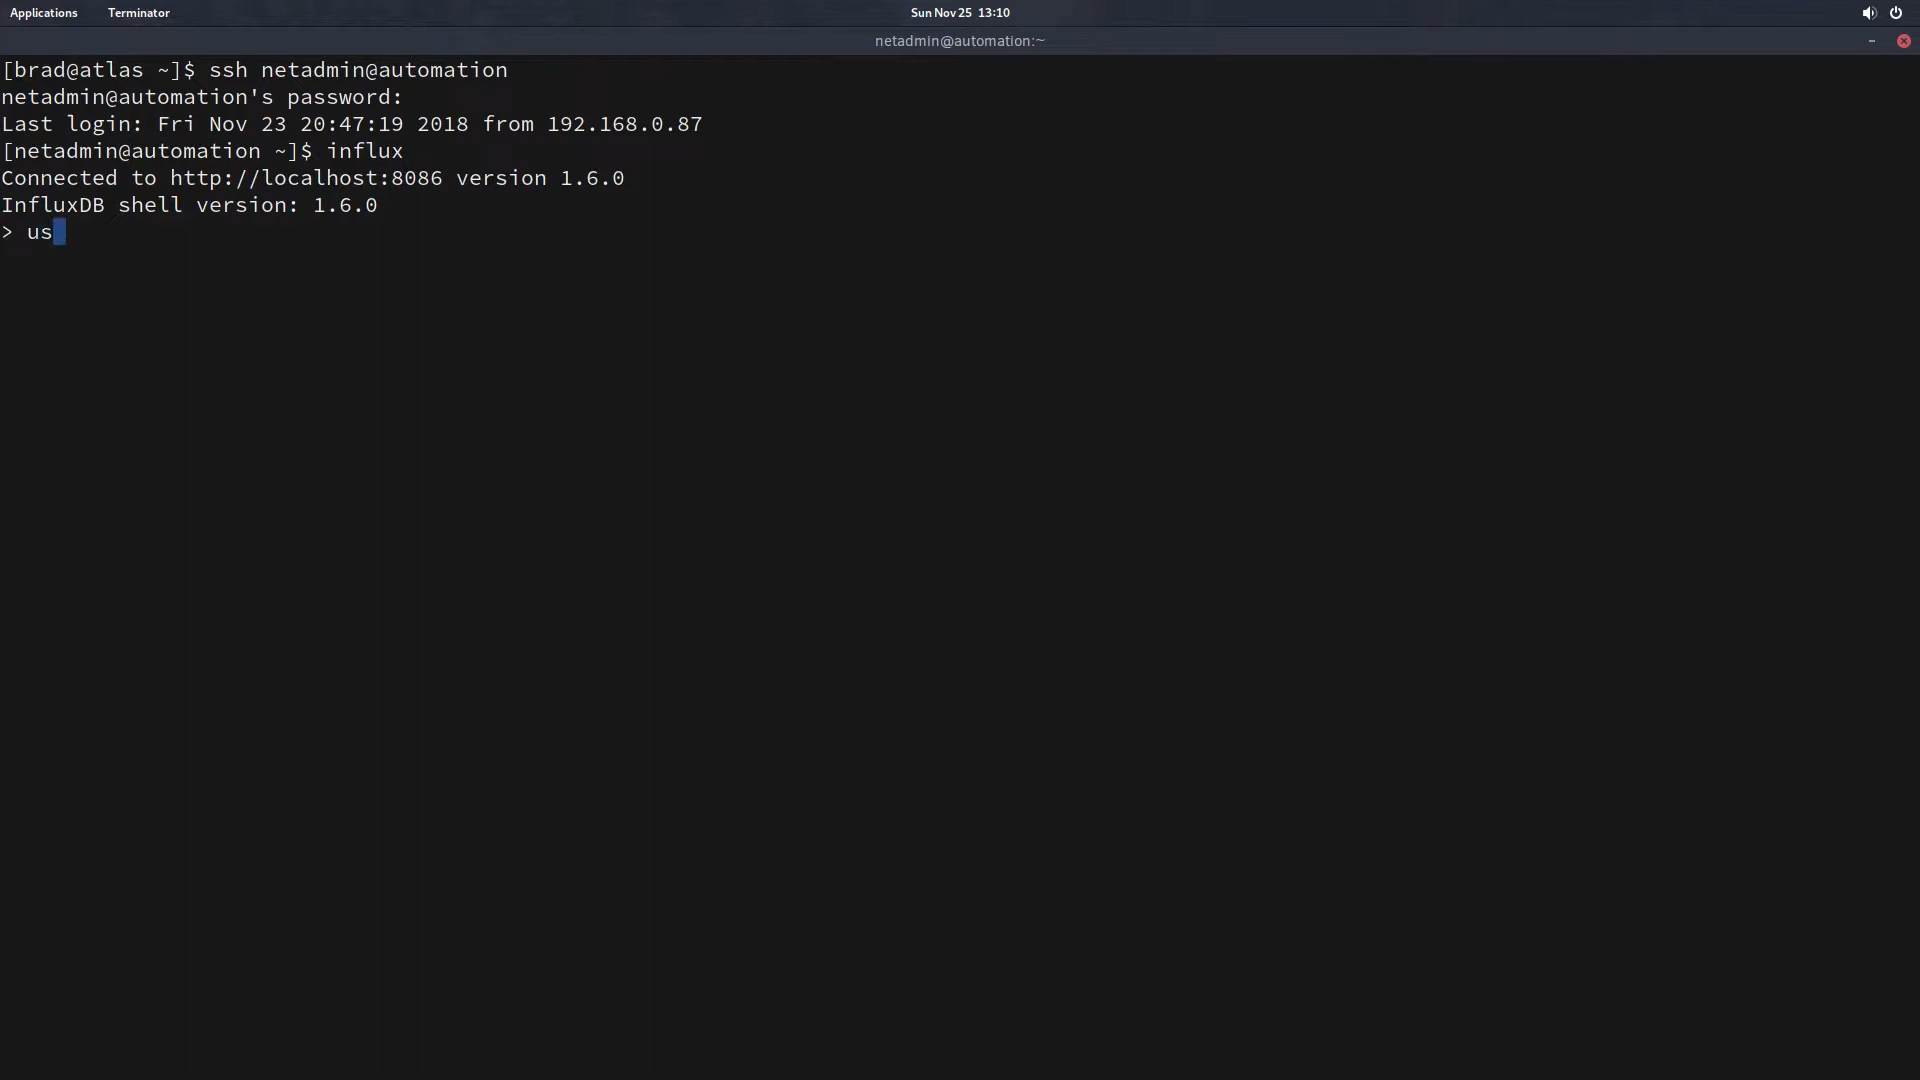 Applications Terminator Sun Nov 25 13:10
netadmin@automation:~
[brad@atlas ~]$ ssh netadmin@automation
netadmin@automation's password:
Last login: Fri Nov 23 20:47:19 2018 from 192.168.0.87
[netadmin@automation ~]$ influx
Connected to http://localhost:8086 version 1.6.0
InfluxDB shell version: 1.6.0
> us